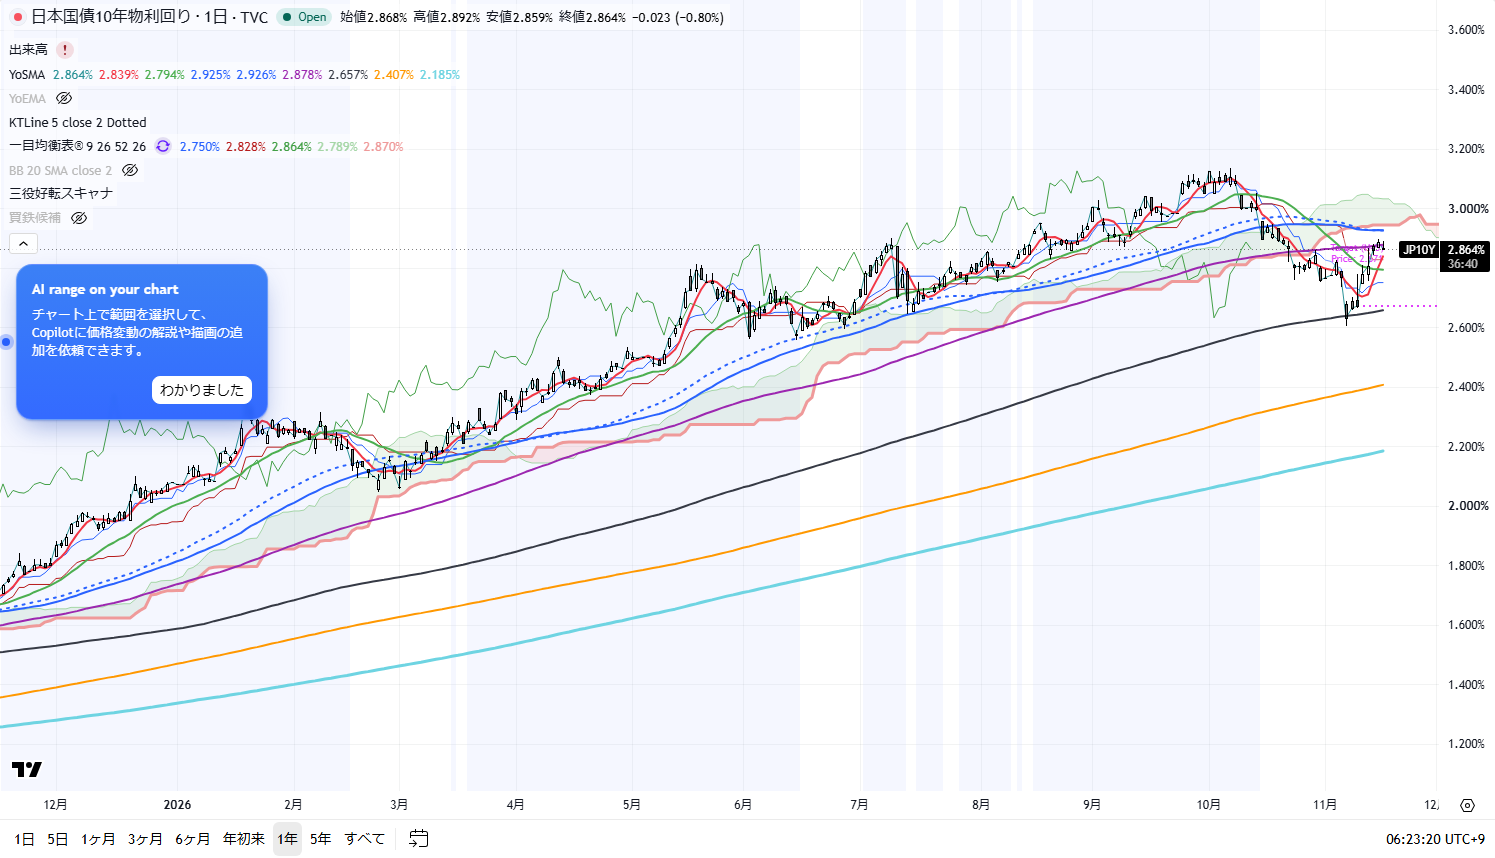 日本国債10年物利回り · 1日 · TVC Open 始値2.868% 高値2.892% 安値2.859% 終値2.864% −0.023 (−0.80%)
出来高 !
YoSMA 2.864% 2.839% 2.794% 2.925% 2.926% 2.878% 2.657% 2.407% 2.185%
YoEMA
KTLine 5 close 2 Dotted
一目均衡表® 9 26 52 26 2.750% 2.828% 2.864% 2.789% 2.870%
BB 20 SMA close 2
三役好転スキャナ
買鉄候補
AI range on your chart
チャート上で範囲を選択して、
Copilotに価格変動の解説や描画の追
加を依頼できます。
わかりました
3.600%
3.400%
3.200%
3.000%
JP10Y 2.864%
36:40
2.600%
2.400%
2.200%
2.000%
1.800%
1.600%
1.400%
1.200%
12月 2026 2月 3月 4月 5月 6月 7月 8月 9月 10月 11月
1日 5日 1ヶ月 3ヶ月 6ヶ月 年初来 1年 5年 すべて 06:23:20 UTC+9